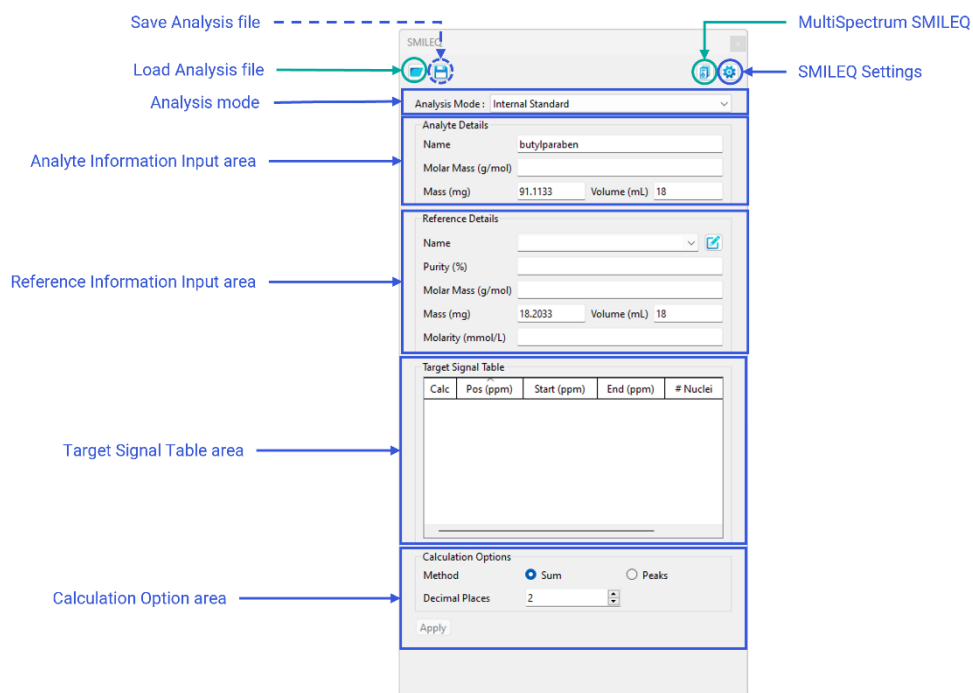 Save Analysis file
MultiSpectrum SMILEQ
SMILEQ
Load Analysis file
SMILEQ Settings
Analysis mode
Analysis Mode : Internal Standard
Analyte Details
Name butylparaben
Analyte Information Input area
Molar Mass (g/mol)
Mass (mg) 91.1133 Volume (mL) 18
Reference Details
Name
Purity (%)
Reference Information Input area
Molar Mass (g/mol)
Mass (mg) 18.2033 Volume (mL) 18
Molarity (mmol/L)
Target Signal Table
Calc Pos (ppm) Start (ppm) End (ppm) # Nuclei
Target Signal Table area
Calculation Options
Method Sum Peaks
Calculation Option area
Decimal Places 2
Apply